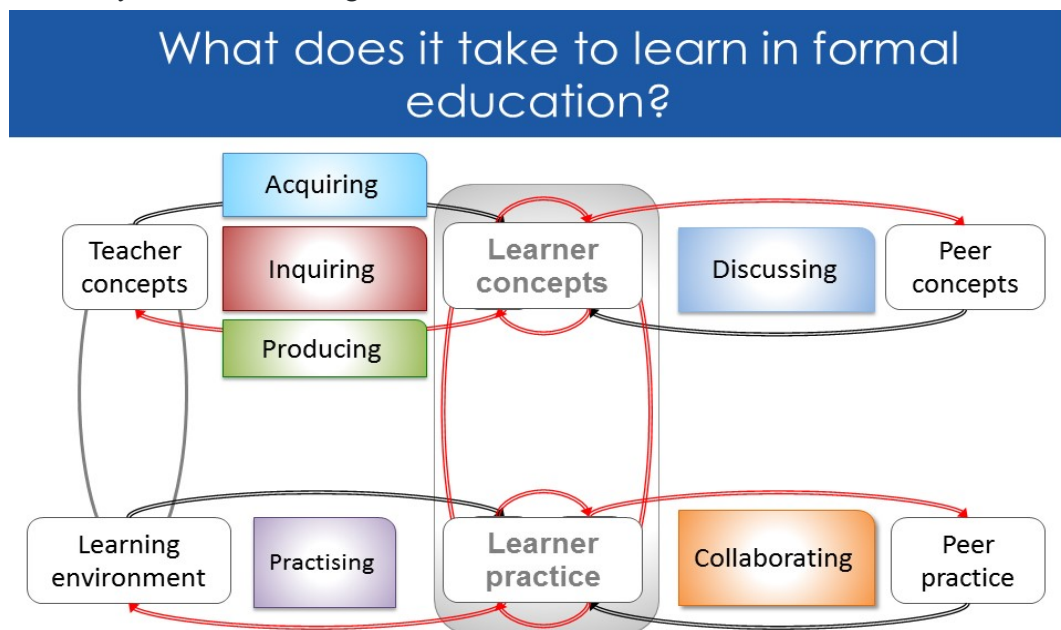 What does it take to learn in formal
education?
Acquiring
Teacher
concepts
Inquiring
Learner
concepts
Discussing
Peer
concepts
Producing
Learning
environment
Practising
Learner
practice
Collaborating
Peer
practice